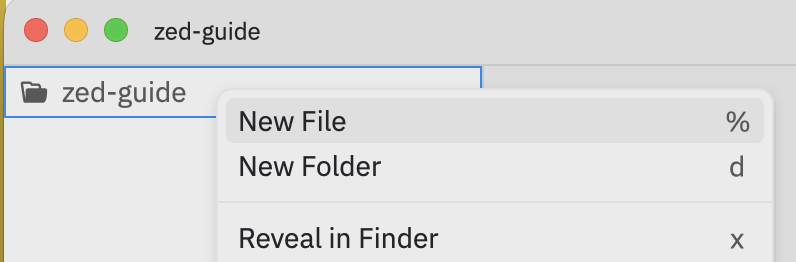 zed-guide
zed-guide
New File %
New Folder d
Reveal in Finder x